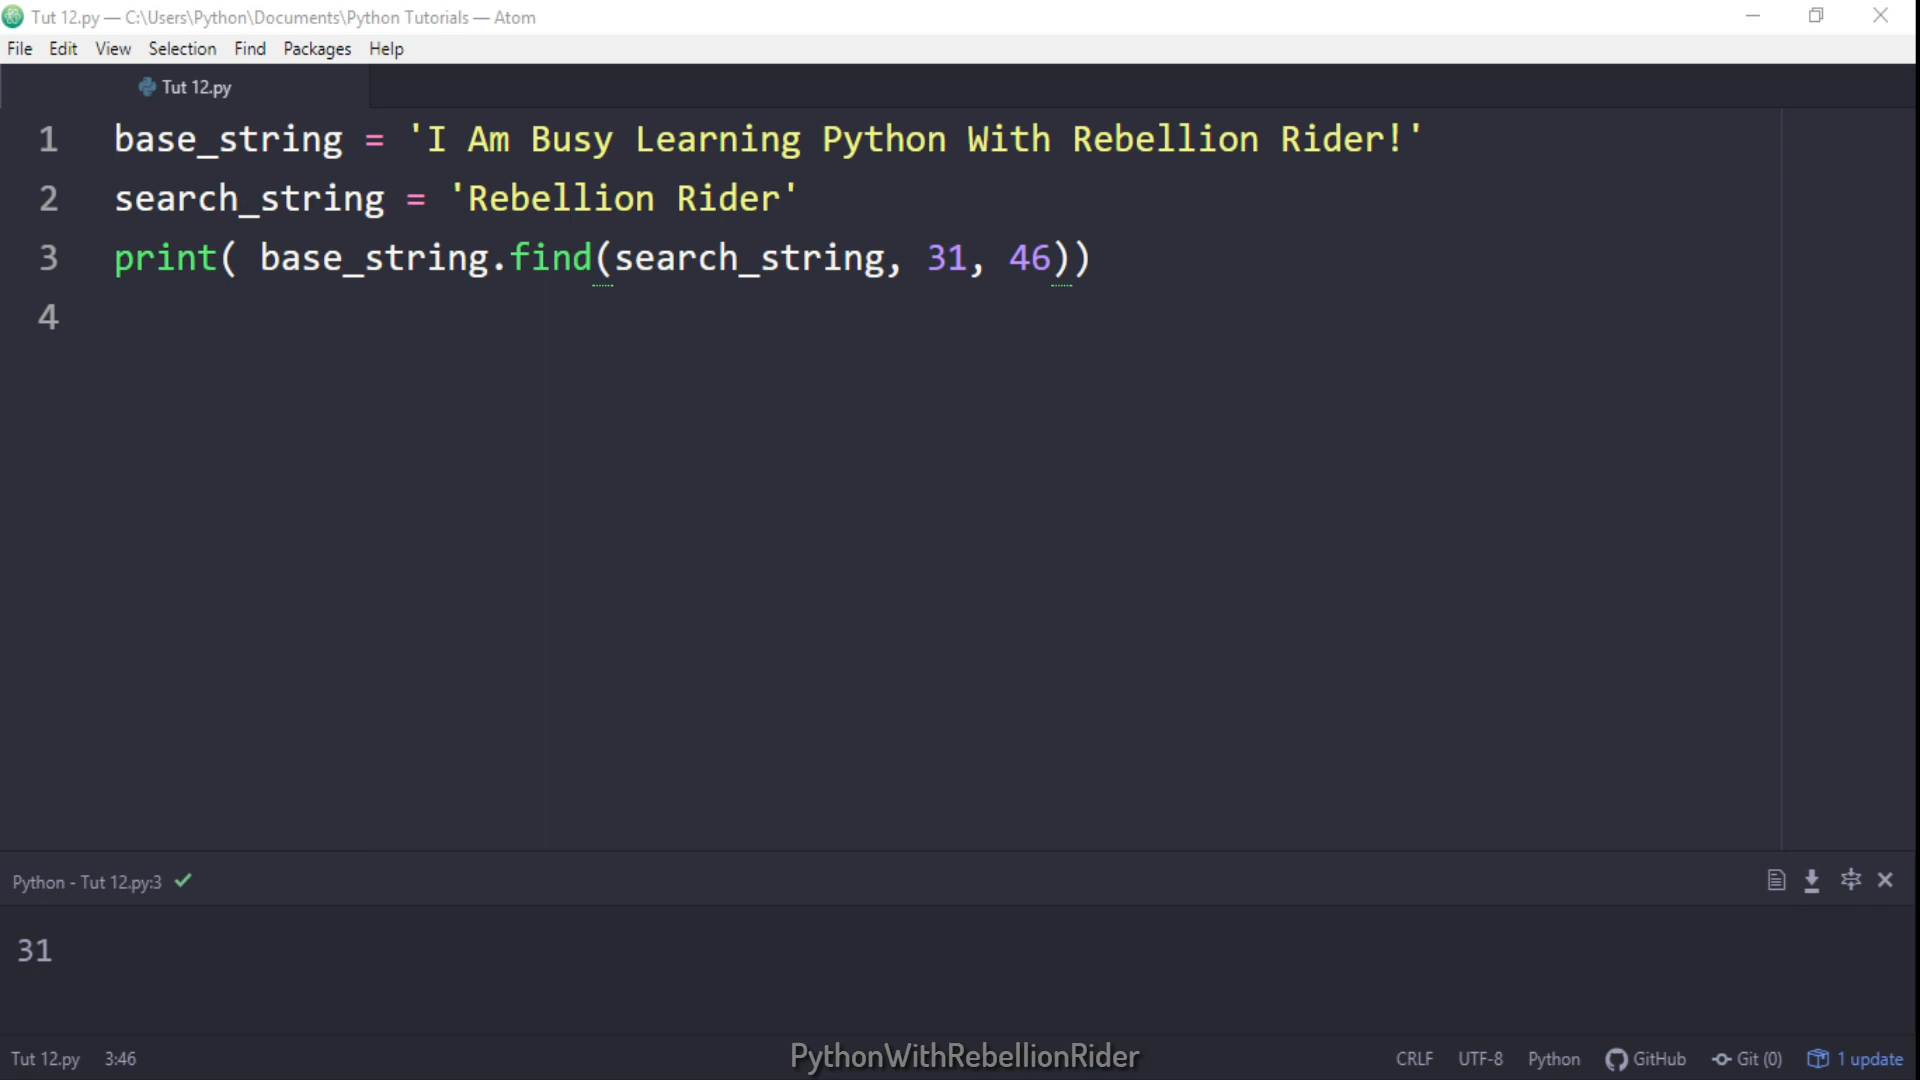 Tut 12.py — C:\Users\Python\Documents\Python Tutorials — Atom
File Edit View Selection Find Packages Help
Tut 12.py
1 base_string = 'I Am Busy Learning Python With Rebellion Rider!'
2 search_string = 'Rebellion Rider'
3 print( base_string.find(search_string, 31, 46))
4
Python - Tut 12.py:3
31
Tut 12.py 3:46 PythonWithRebellionRider CRLF UTF-8 Python GitHub Git (0) 1 update